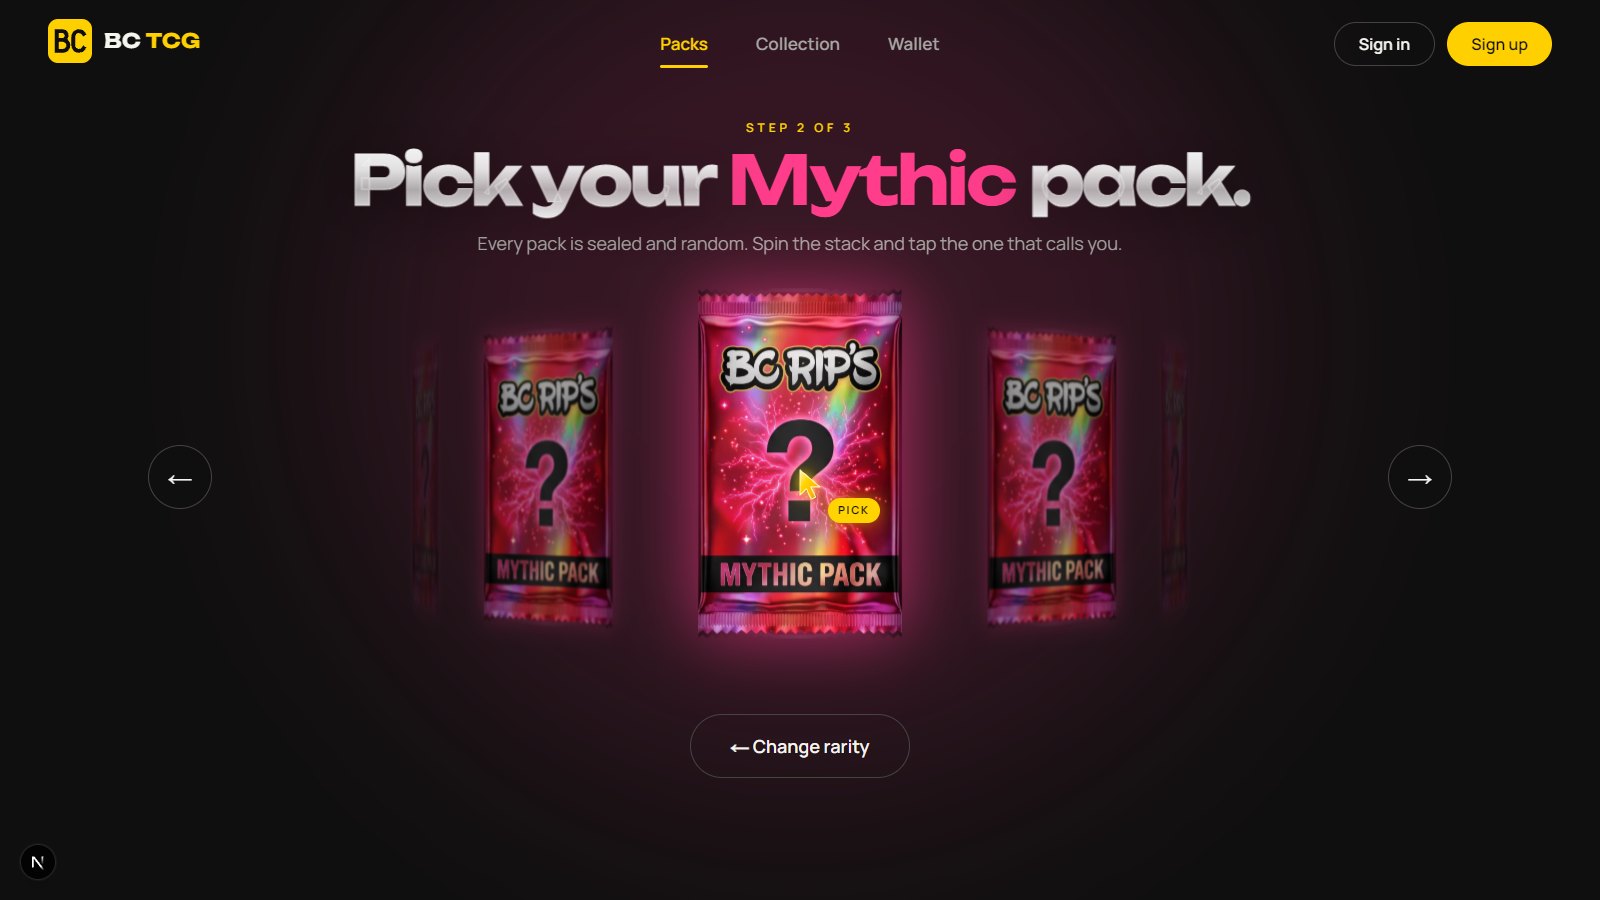 BC BC TCG
Packs Collection Wallet
Sign in Sign up
STEP 2 OF 3
Pick your Mythic pack.
Every pack is sealed and random. Spin the stack and tap the one that calls you.
BC RIP'S
?
MYTHIC PACK
BC RIP'S
?
PICK
MYTHIC PACK
BC RIP'S
?
MYTHIC PACK
←
→
← Change rarity
N